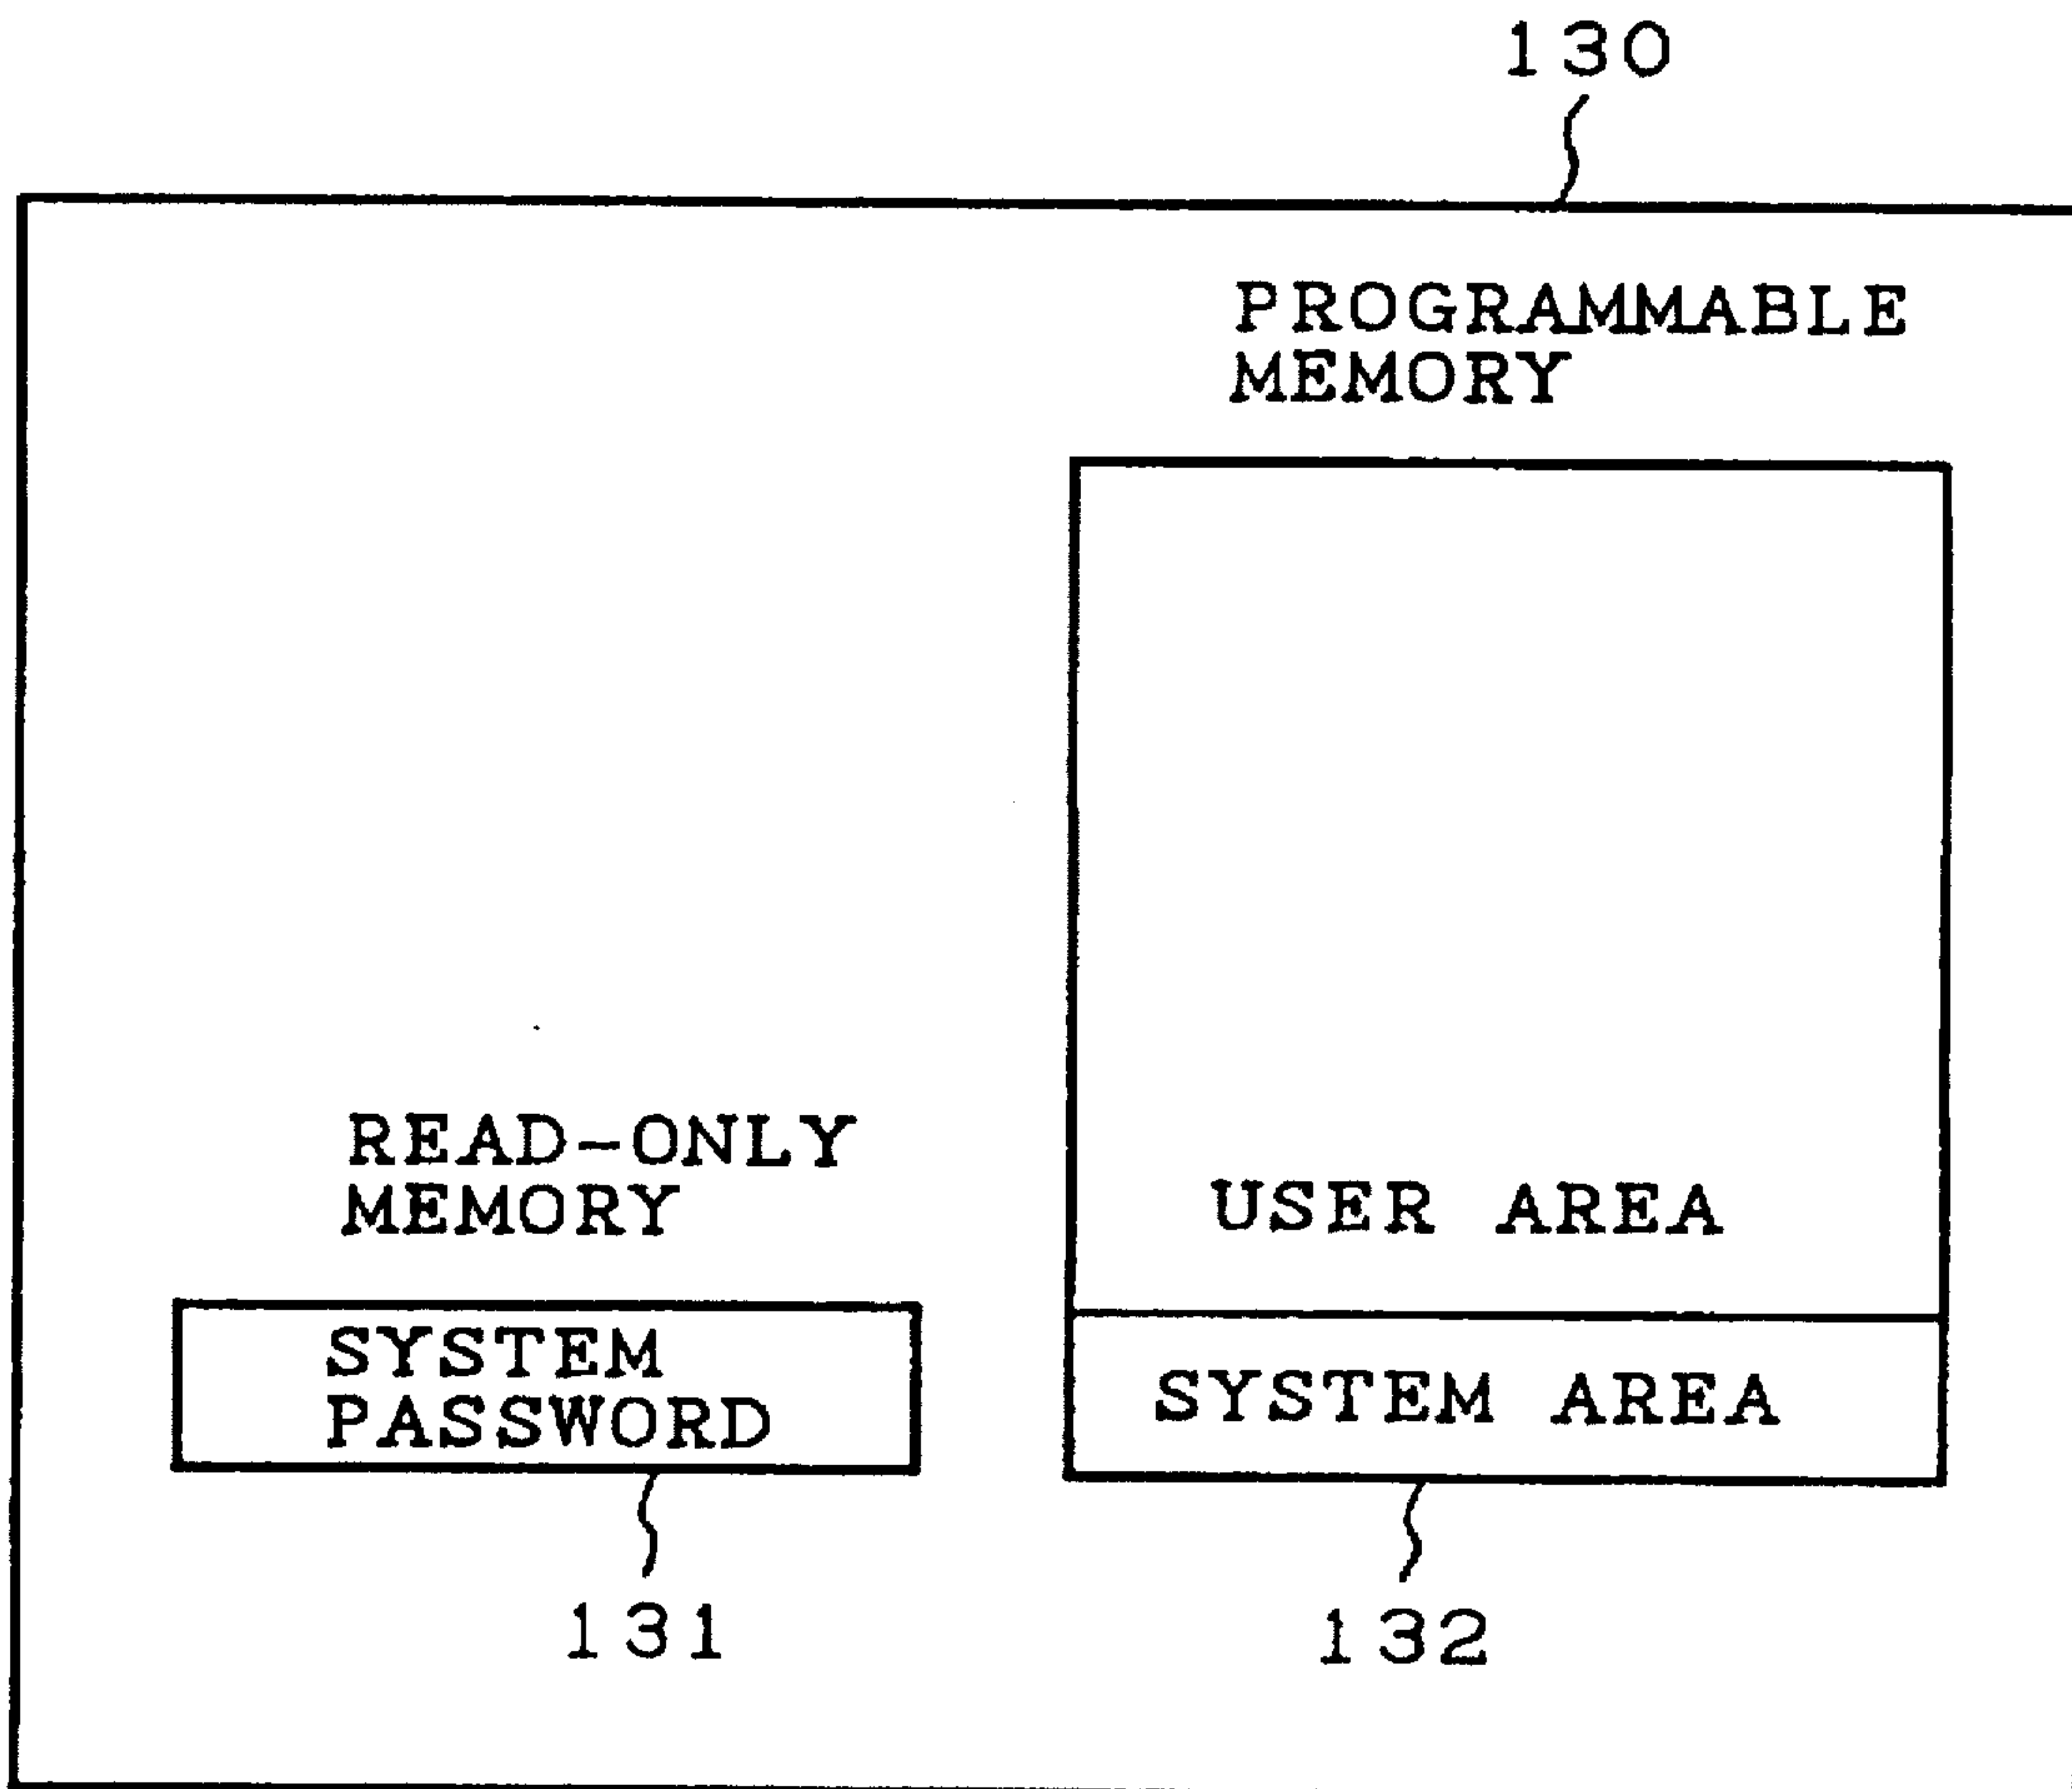 130
PROGRAMMABLE
MEMORY
READ-ONLY
MEMORY
USER AREA
SYSTEM
PASSWORD
SYSTEM AREA
131
132